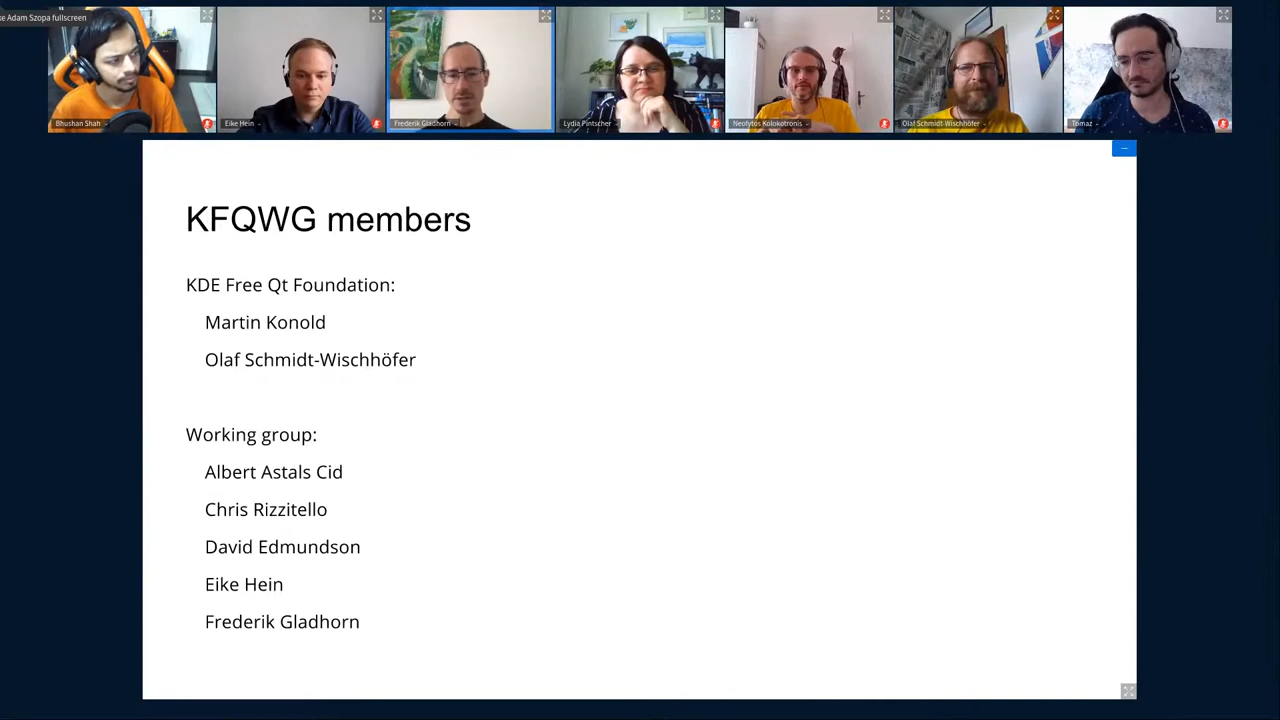 ke Adam Szopa fullscreen
Bhushan Shah
Eike Hein
Frederik Gladhorn
Lydia Pintscher
Neofytos Kolokotronis
Olaf Schmidt-Wischhöfer
Tomaz
KFQWG members
KDE Free Qt Foundation:
Martin Konold
Olaf Schmidt-Wischhöfer
Working group:
Albert Astals Cid
Chris Rizzitello
David Edmundson
Eike Hein
Frederik Gladhorn